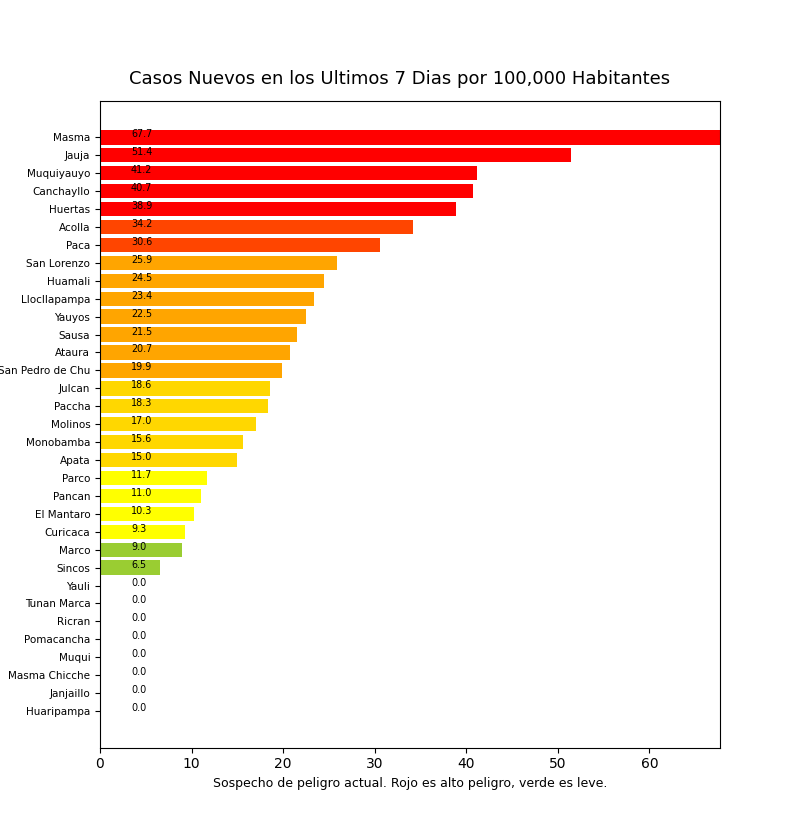 Casos Nuevos en los Ultimos 7 Dias por 100,000 Habitantes
Masma 67.7
Jauja 51.4
Muquiyauyo 41.2
Canchayllo 40.7
Huertas 38.9
Acolla 34.2
Paca 30.6
San Lorenzo 25.9
Huamali 24.5
Llocllapampa 23.4
Yauyos 22.5
Sausa 21.5
Ataura 20.7
San Pedro de Chu 19.9
Julcan 18.6
Paccha 18.3
Molinos 17.0
Monobamba 15.6
Apata 15.0
Parco 11.7
Pancan 11.0
El Mantaro 10.3
Curicaca 9.3
Marco 9.0
Sincos 6.5
Yauli 0.0
Tunan Marca 0.0
Ricran 0.0
Pomacancha 0.0
Muqui 0.0
Masma Chicche 0.0
Janjaillo 0.0
Huaripampa 0.0
0 10 20 30 40 50 60
Sospecho de peligro actual. Rojo es alto peligro, verde es leve.